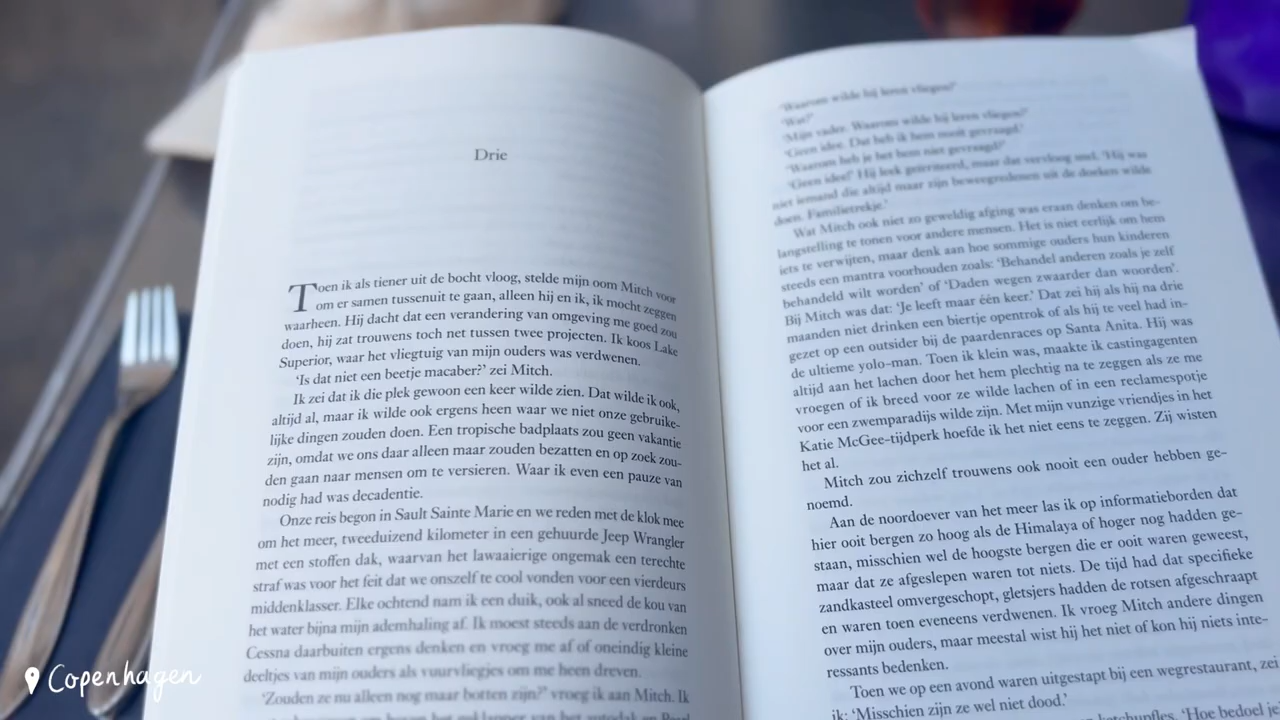 Drie
Toen ik als tiener uit de bocht vloog, stelde mijn oom Mitch voor
om er samen tussenuit te gaan, alleen hij en ik, ik mocht zeggen
waarheen. Hij dacht dat een verandering van omgeving me goed zou
doen, hij zat trouwens toch net tussen twee projecten. Ik koos Lake
Superior, waar het vliegtuig van mijn ouders was verdwenen.
‘Is dat niet een beetje macaber?’ zei Mitch.
Ik zei dat ik die plek gewoon een keer wilde zien. Dat wilde ik ook,
altijd al, maar ik wilde ook ergens heen waar we niet onze gebruike-
lijke dingen zouden doen. Een tropische badplaats zou geen vakantie
zijn, omdat we ons daar alleen maar zouden bezatten en op zoek zou-
den gaan naar mensen om te versieren. Waar ik even een pauze van
nodig had was decadentie.
Onze reis begon in Sault Sainte Marie en we reden met de klok mee
om het meer, tweeduizend kilometer in een gehuurde Jeep Wrangler
met een stoffen dak, waarvan het lawaaierige ongemak een terechte
straf was voor het feit dat we onszelf te cool vonden voor een vierdeurs
middenklasser. Elke ochtend nam ik een duik, ook al sneed de kou van
het water bijna mijn ademhaling af. Ik moest steeds aan de verdronken
Cessna daarbuiten ergens denken en vroeg me af of oneindig kleine
deeltjes van mijn ouders als vuurvliegjes om me heen dreven.
‘Zouden ze nu alleen nog maar botten zijn?’ vroeg ik aan Mitch. Ik
‘Waarom wilde hij leren vliegen?’
‘Wat?’
‘Mijn vader. Waarom wilde hij leren vliegen?’
‘Geen idee. Dat heb ik hem nooit gevraagd.’
‘Waarom heb je het hem niet gevraagd?’
‘Geen idee!’ Hij leek geïrriteerd, maar dat vervloog snel. ‘Hij was
niet iemand die altijd maar zijn beweegredenen uit de doeken wilde
doen. Familietrekje.’
Wat Mitch ook niet zo geweldig afging was eraan denken om be-
langstelling te tonen voor andere mensen. Het is niet eerlijk om hem
iets te verwijten, maar denk aan hoe sommige ouders hun kinderen
steeds een mantra voorhouden zoals: ‘Behandel anderen zoals je zelf
behandeld wilt worden’ of ‘Daden wegen zwaarder dan woorden’.
Bij Mitch was dat: ‘Je leeft maar één keer.’ Dat zei hij als hij na drie
maanden niet drinken een biertje opentrok of als hij te veel had in-
gezet op een outsider bij de paardenraces op Santa Anita. Hij was
de ultieme yolo-man. Toen ik klein was, maakte ik castingagenten
altijd aan het lachen door het hem plechtig na te zeggen als ze me
vroegen of ik breed voor ze wilde lachen of in een reclamespotje
voor een zwemparadijs wilde zijn. Met mijn vunzige vriendjes in het
Katie McGee-tijdperk hoefde ik het niet eens te zeggen. Zij wisten
het al.
Mitch zou zichzelf trouwens ook nooit een ouder hebben ge-
noemd.
Aan de noordoever van het meer las ik op informatieborden dat
hier ooit bergen zo hoog als de Himalaya of hoger nog hadden ge-
staan, misschien wel de hoogste bergen die er ooit waren geweest,
maar dat ze afgeslepen waren tot niets. De tijd had dat specifieke
zandkasteel omvergeschopt, gletsjers hadden de rotsen afgeschraapt
en waren toen eveneens verdwenen. Ik vroeg Mitch andere dingen
over mijn ouders, maar meestal wist hij het niet of kon hij niets inte-
ressants bedenken.
Toen we op een avond waren uitgestapt bij een wegrestaurant, zei
ik: ‘Misschien zijn ze wel niet dood.’
‘Hoe bedoel je
Copenhagen